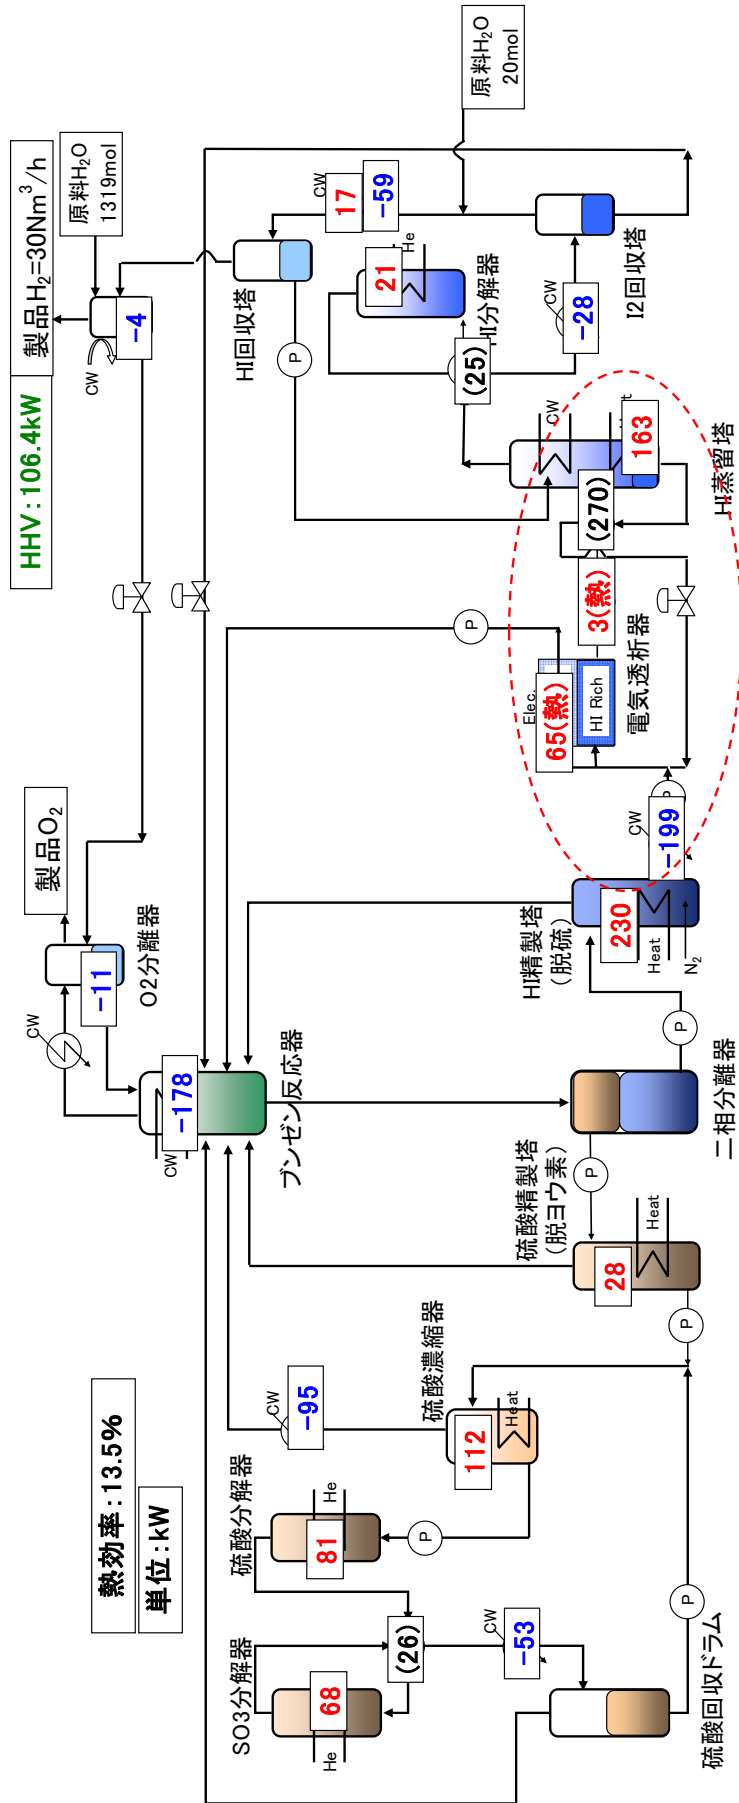 熱効率：13.5%
単位：kW
HHV：106.4kW
製品H₂=30Nm³/h
原料H₂O
1319mol
CW
-4
製品O₂
CW
-11
O2分離器
CW
-178
ブンゼン反応器
SO3分解器
68
He
硫酸分解器
81
He
(26)
CW
-53
硫酸回収ドラム
P
P
硫酸濃縮器
112
Heat
CW
-95
硫酸精製塔
(脱ヨウ素)
28
Heat
P
P
二相分離器
P
HI精製塔
(脱硫)
230
Heat
N₂
CW
-199
P
Elec.
65(熱)
HI Rich
電気透析器
3(熱)
(270)
P
CW
163
HI蒸留塔
(25)
HI分解器
21
He
P
HI回収塔
CW
17
-59
CW
-28
I2回収塔
原料H₂O
20mol